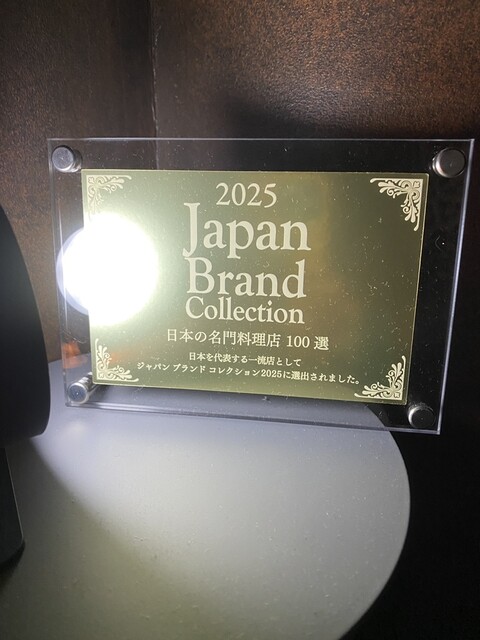 2025
Japan
Brand
Collection
日本の名門料理店 100 選
日本を代表する一流店として
ジャパン ブランド コレクション2025に選出されました。